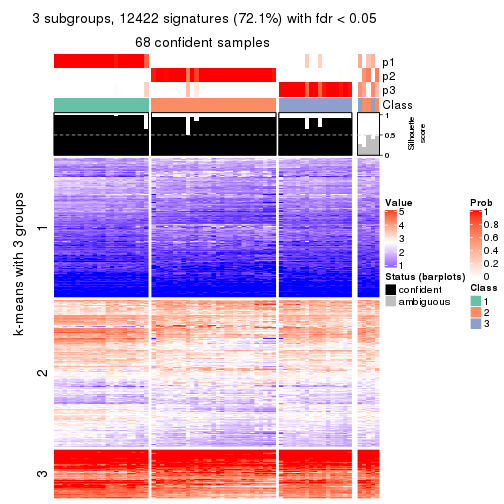 3 subgroups, 12422 signatures (72.1%) with fdr < 0.05
68 confident samples
p1
p2
p3
Class
1
0.5
0
Silhouette
score
k-means with 3 groups
1
2
3
Value
5
4
3
2
1
Status (barplots)
confident
ambiguous
Prob
1
0.8
0.6
0.4
0.2
0
Class
1
2
3